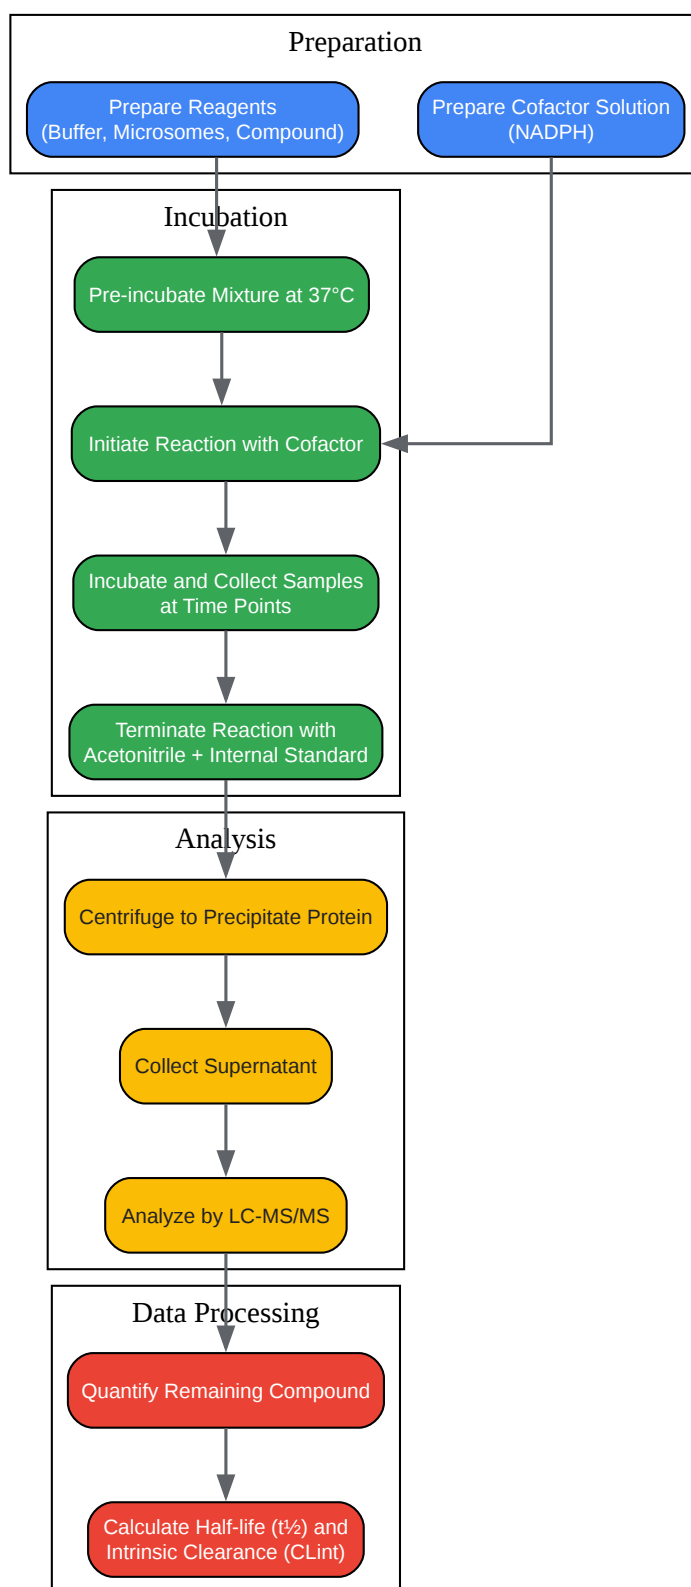 Preparation
Prepare Reagents
(Buffer, Microsomes, Compound)
Prepare Cofactor Solution
(NADPH)
Incubation
Pre-incubate Mixture at 37°C
Initiate Reaction with Cofactor
Incubate and Collect Samples
at Time Points
Terminate Reaction with
Acetonitrile + Internal Standard
Analysis
Centrifuge to Precipitate Protein
Collect Supernatant
Analyze by LC-MS/MS
Data Processing
Quantify Remaining Compound
Calculate Half-life (t½) and
Intrinsic Clearance (CLint)